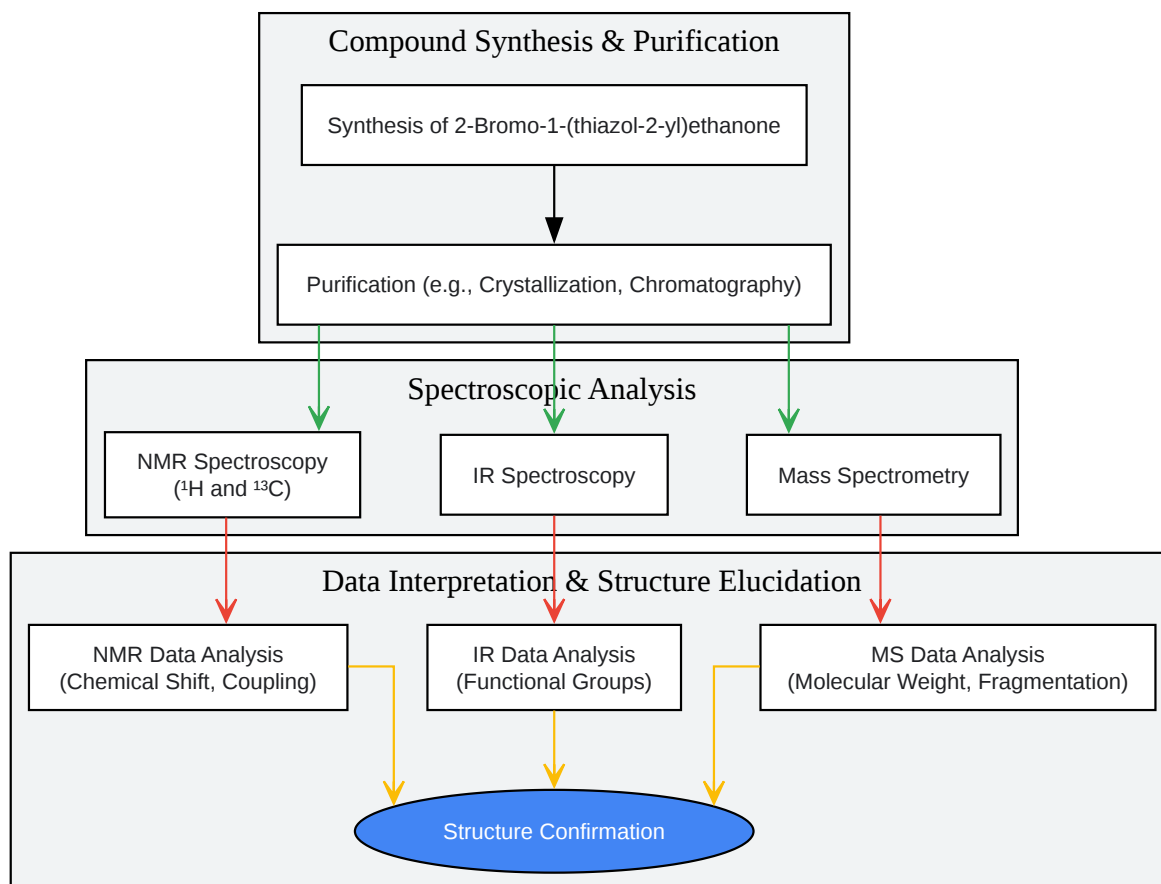 Compound Synthesis & Purification
Synthesis of 2-Bromo-1-(thiazol-2-yl)ethanone
Purification (e.g., Crystallization, Chromatography)
Spectroscopic Analysis
NMR Spectroscopy
(¹H and ¹³C)
IR Spectroscopy
Mass Spectrometry
Data Interpretation & Structure Elucidation
NMR Data Analysis
(Chemical Shift, Coupling)
IR Data Analysis
(Functional Groups)
MS Data Analysis
(Molecular Weight, Fragmentation)
Structure Confirmation